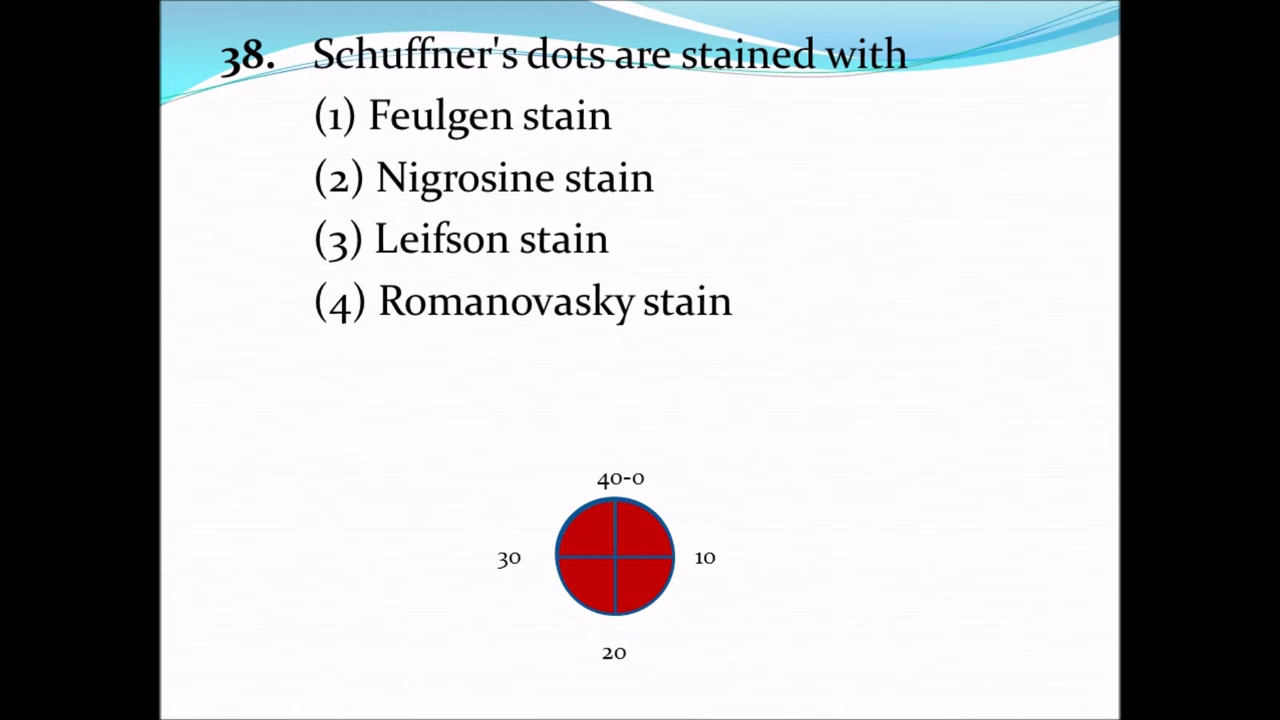 38. Schuffner's dots are stained with
(1) Feulgen stain
(2) Nigrosine stain
(3) Leifson stain
(4) Romanovasky stain
40-0
30
10
20